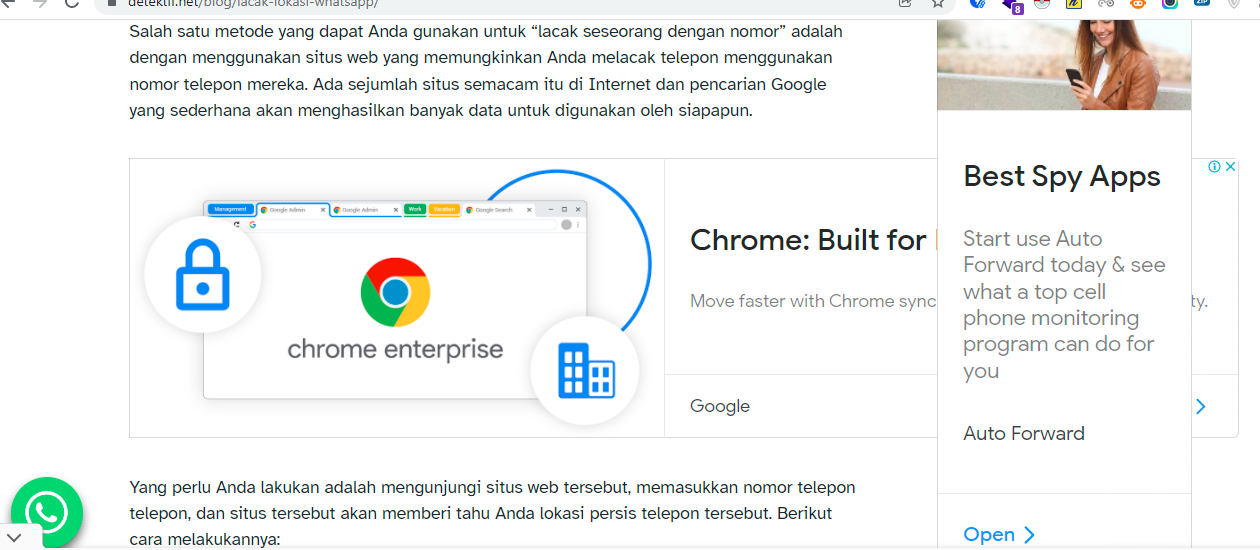 detektif.net/blog/lacak-lokasi-whatsapp/
8
ZIP
Salah satu metode yang dapat Anda gunakan untuk “lacak seseorang dengan nomor” adalah
dengan menggunakan situs web yang memungkinkan Anda melacak telepon menggunakan
nomor telepon mereka. Ada sejumlah situs semacam itu di Internet dan pencarian Google
yang sederhana akan menghasilkan banyak data untuk digunakan oleh siapapun.
Management
Google Admin
Google Admin
Work
Vacation
Google Search
chrome enterprise
Chrome: Built for
Move faster with Chrome sync
ty.
Google
Best Spy Apps
Start use Auto
Forward today & see
what a top cell
phone monitoring
program can do for
you
Auto Forward
Open
Yang perlu Anda lakukan adalah mengunjungi situs web tersebut, memasukkan nomor telepon
telepon, dan situs tersebut akan memberi tahu Anda lokasi persis telepon tersebut. Berikut
cara melakukannya: